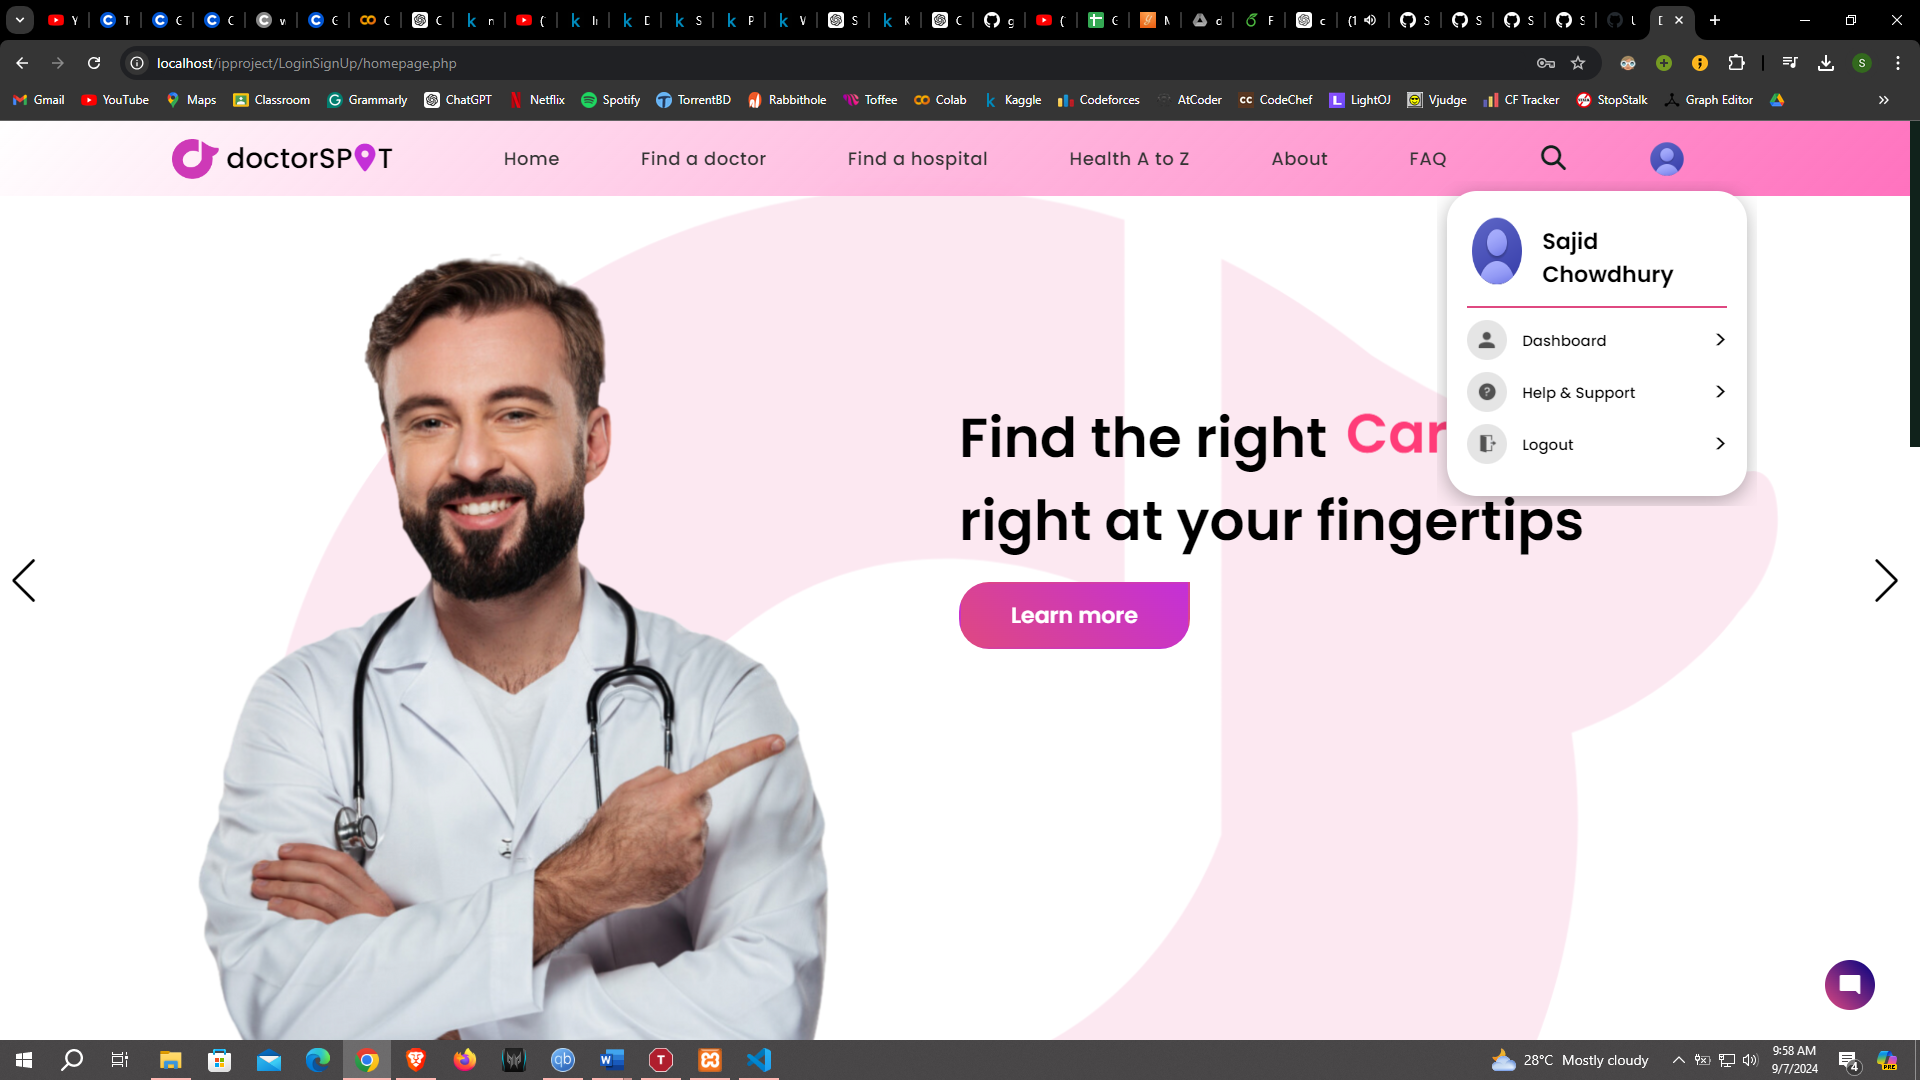 localhost/ipproject/LoginSignUp/homepage.php
Gmail YouTube Maps Classroom Grammarly ChatGPT Netflix Spotify TorrentBD Rabbithole Toffee Colab Kaggle Codeforces AtCoder CodeChef LightOJ Vjudge CF Tracker StopStalk Graph Editor
doctorSPOT Home Find a doctor Find a hospital Health A to Z About FAQ
Sajid
Chowdhury
Dashboard
Help & Support
Logout
Find the right Car
right at your fingertips
Learn more
28°C Mostly cloudy
9:58 AM
9/7/2024
4